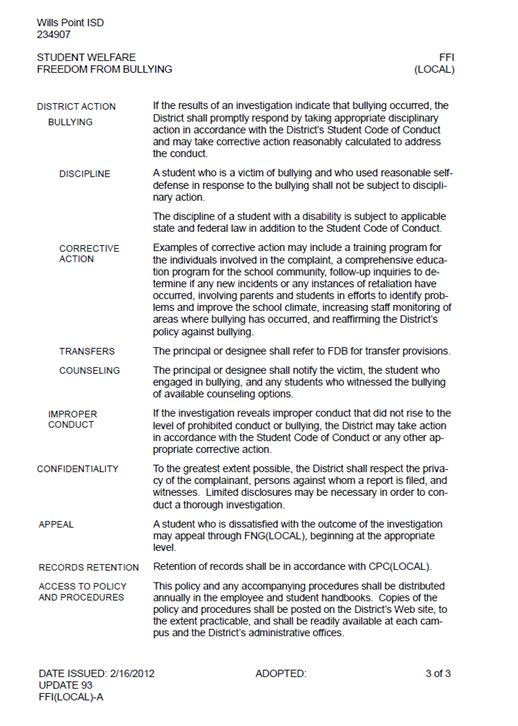 Wills Point ISD
234907
STUDENT WELFARE FFI
FREEDOM FROM BULLYING (LOCAL)
DISTRICT ACTION
BULLYING
If the results of an investigation indicate that bullying occurred, the
District shall promptly respond by taking appropriate disciplinary
action in accordance with the District's Student Code of Conduct
and may take corrective action reasonably calculated to address
the conduct.
DISCIPLINE
A student who is a victim of bullying and who used reasonable self-
defense in response to the bullying shall not be subject to discipli-
nary action.
The discipline of a student with a disability is subject to applicable
state and federal law in addition to the Student Code of Conduct.
CORRECTIVE
ACTION
Examples of corrective action may include a training program for
the individuals involved in the complaint, a comprehensive educa-
tion program for the school community, follow-up inquiries to de-
termine if any new incidents or any instances of retaliation have
occurred, involving parents and students in efforts to identify prob-
lems and improve the school climate, increasing staff monitoring of
areas where bullying has occurred, and reaffirming the District's
policy against bullying.
TRANSFERS
The principal or designee shall refer to FDB for transfer provisions.
COUNSELING
The principal or designee shall notify the victim, the student who
engaged in bullying, and any students who witnessed the bullying
of available counseling options.
IMPROPER
CONDUCT
If the investigation reveals improper conduct that did not rise to the
level of prohibited conduct or bullying, the District may take action
in accordance with the Student Code of Conduct or any other ap-
propriate corrective action.
CONFIDENTIALITY
To the greatest extent possible, the District shall respect the priva-
cy of the complainant, persons against whom a report is filed, and
witnesses. Limited disclosures may be necessary in order to con-
duct a thorough investigation.
APPEAL
A student who is dissatisfied with the outcome of the investigation
may appeal through FNG(LOCAL), beginning at the appropriate
level.
RECORDS RETENTION
Retention of records shall be in accordance with CPC(LOCAL).
ACCESS TO POLICY
AND PROCEDURES
This policy and any accompanying procedures shall be distributed
annually in the employee and student handbooks. Copies of the
policy and procedures shall be posted on the District's Web site, to
the extent practicable, and shall be readily available at each cam-
pus and the District's administrative offices.
DATE ISSUED: 2/16/2012 ADOPTED: 3 of 3
UPDATE 93
FFI(LOCAL)-A